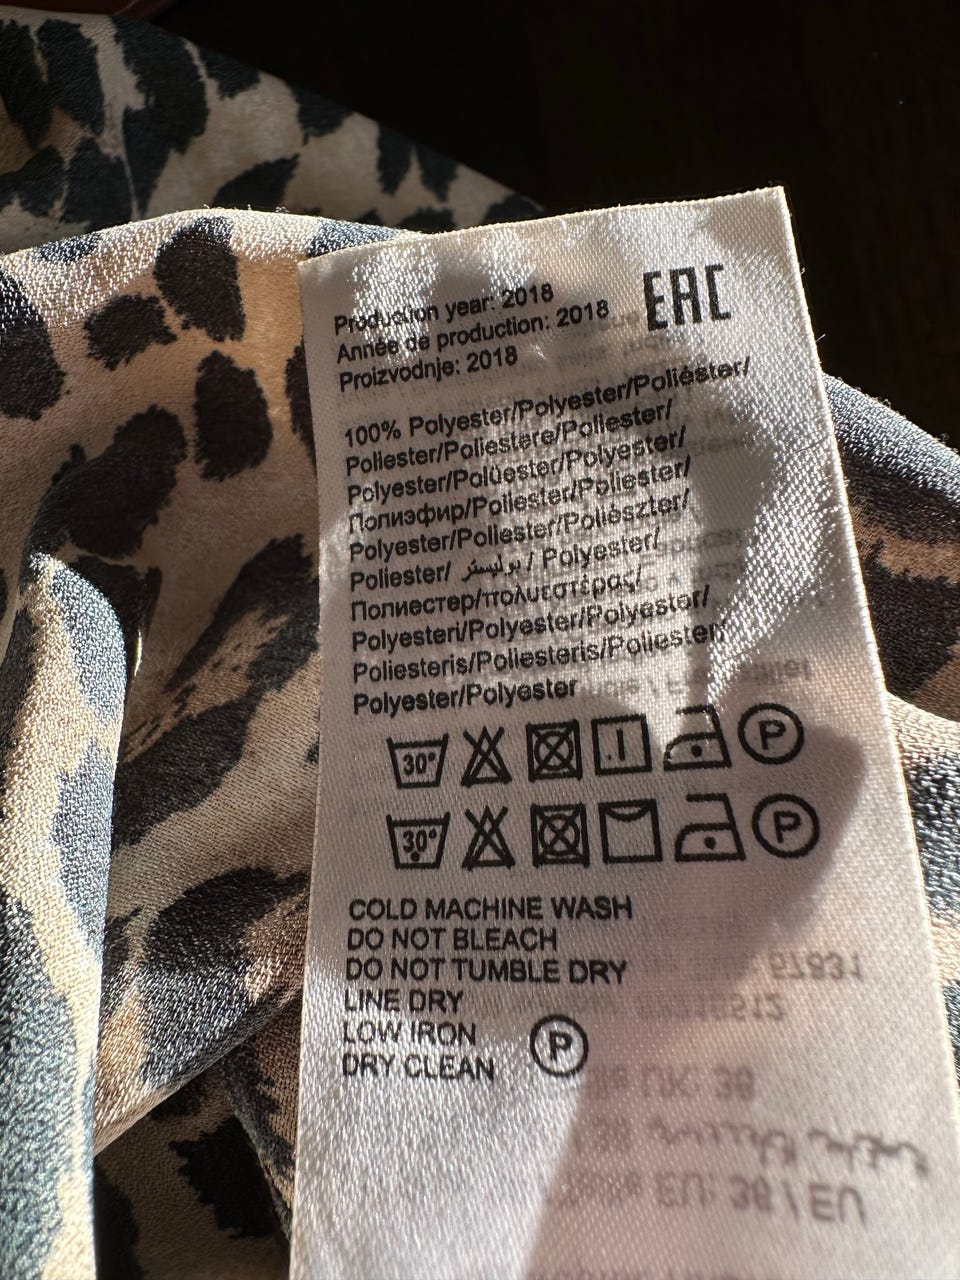 Production year: 2018
Année de production: 2018
Proizvodnje: 2018
EAC
100% Polyester/Polyester/Poliéster/
Poliester/Poliestere/Poliester/
Polyester/Polüester/Polyester/
Полиэфир/Poliester/Poliester/
Polyester/Poliester/Poliészter/
Poliester/ بوليستر / Polyester/
Полиестер/πολυεστέρας/
Polyesteri/Polyester/Polyester/
Poliesteris/Poliesteris/Poliester/
Polyester/Polyester
30° P
30° P
COLD MACHINE WASH
DO NOT BLEACH
DO NOT TUMBLE DRY
LINE DRY
LOW IRON
DRY CLEAN P